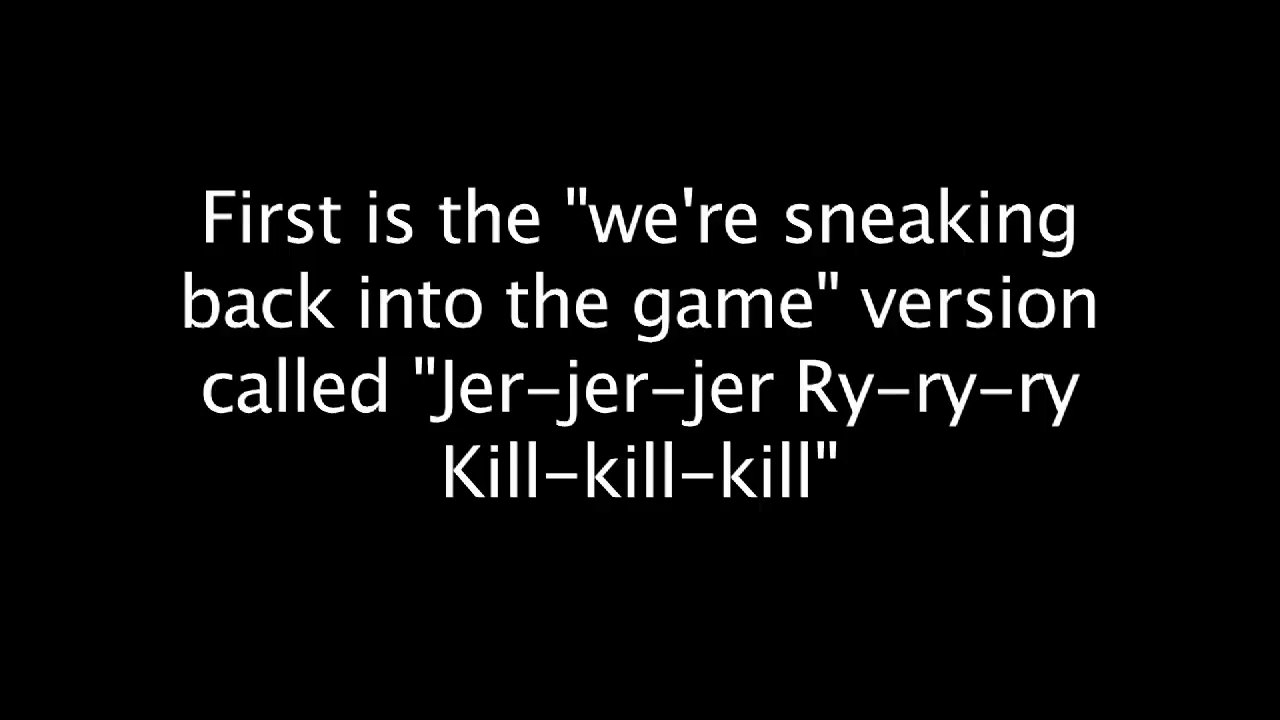 First is the "we're sneaking
back into the game" version
called "Jer-jer-jer Ry-ry-ry
Kill-kill-kill"